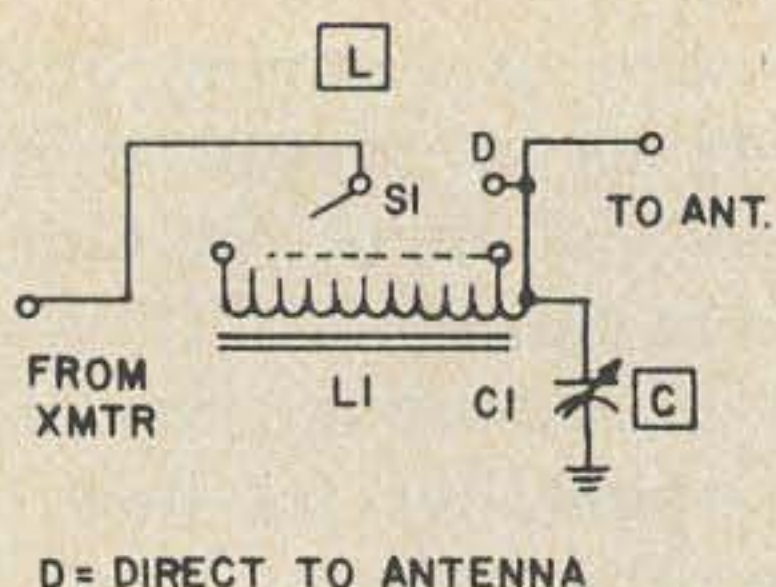 L
D
S1
TO ANT.
FROM
XMTR
L1
C1
C
D = DIRECT TO ANTENNA